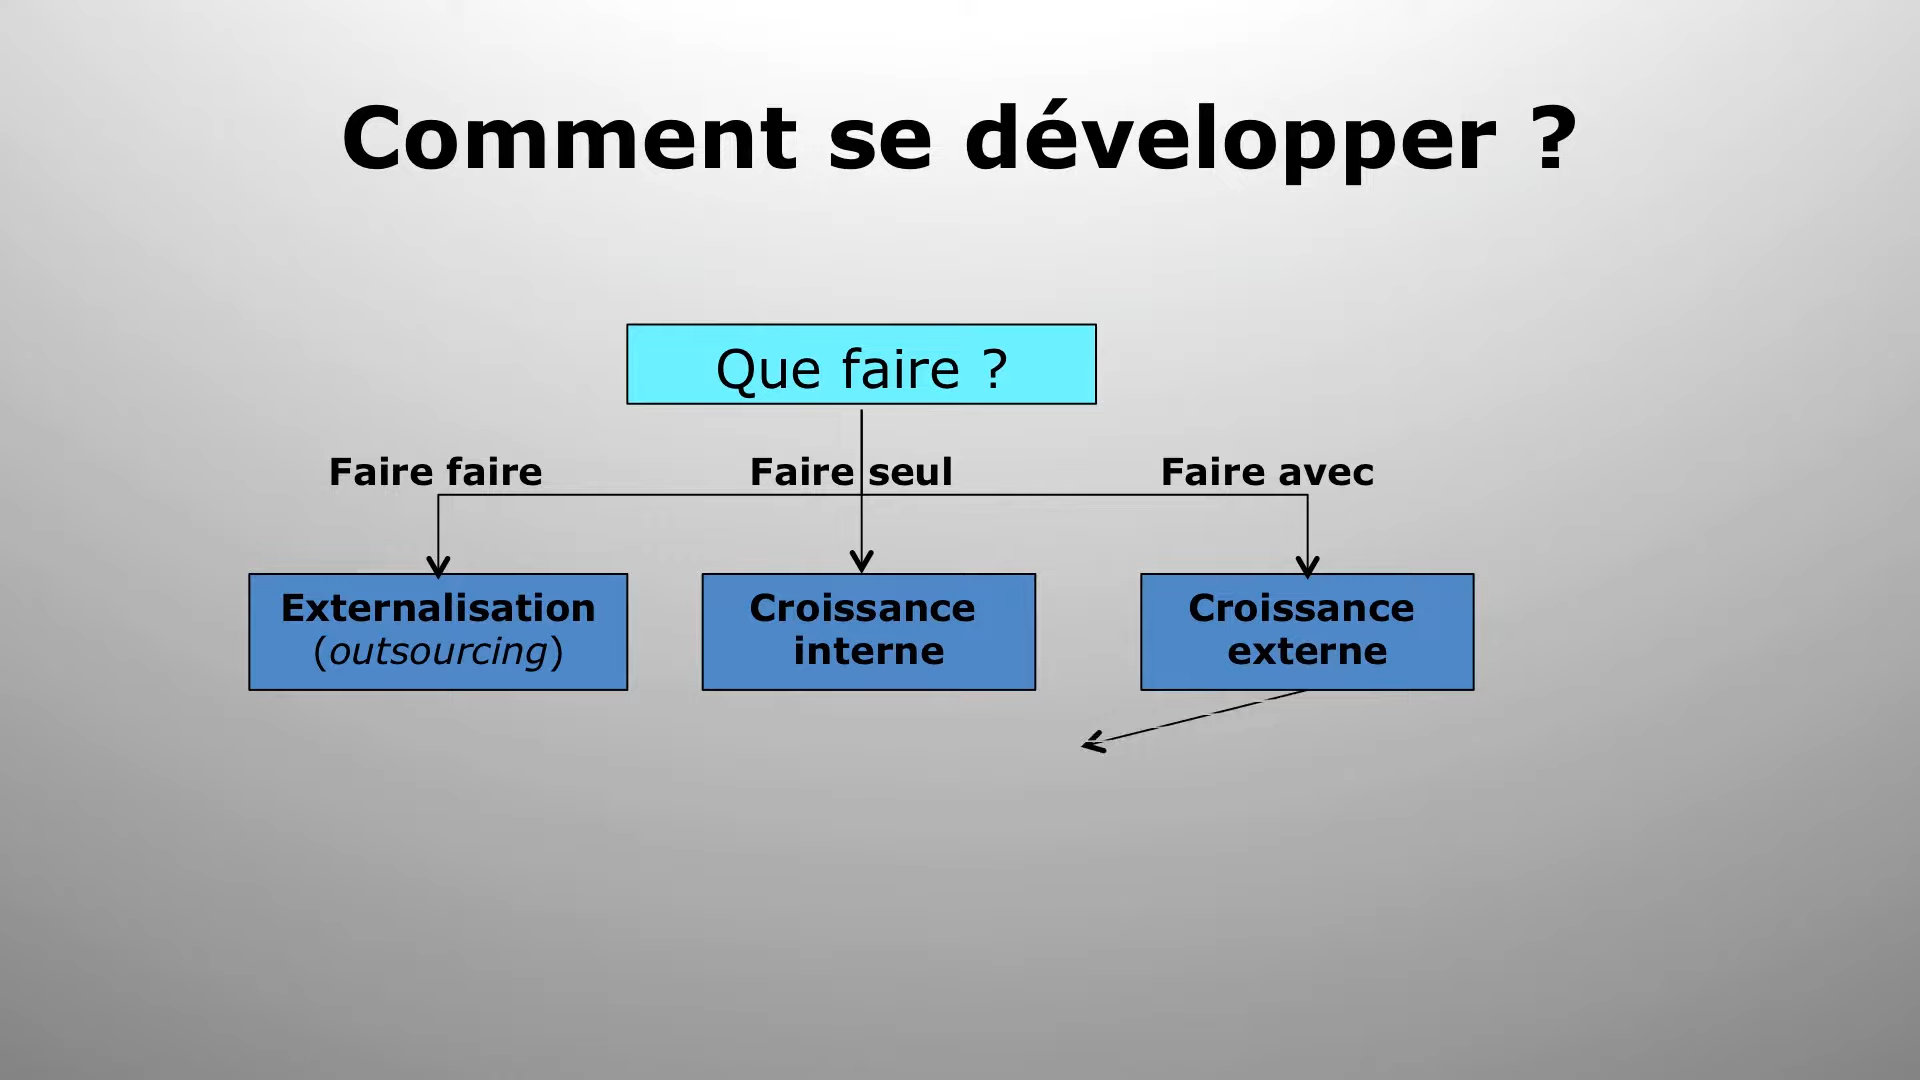 Comment se développer ?
Que faire ?
Faire faire
Faire seul
Faire avec
Externalisation
(outsourcing)
Croissance
interne
Croissance
externe